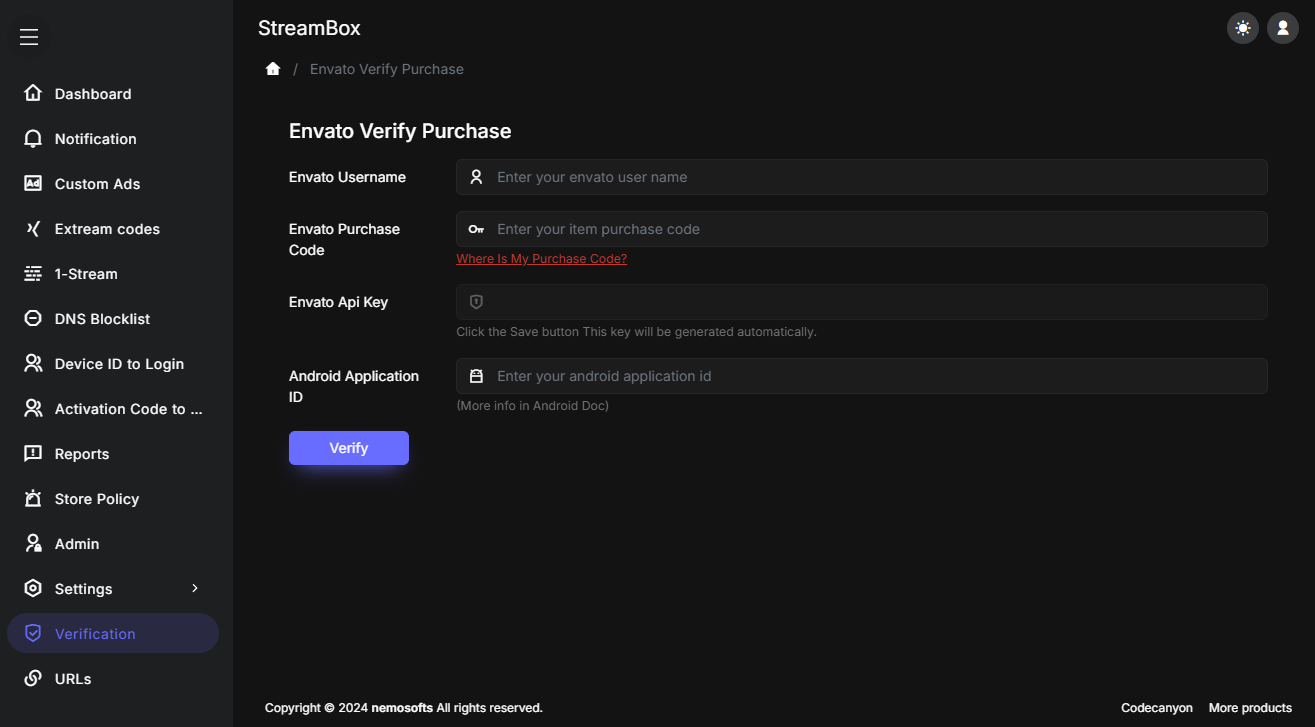 StreamBox
/ Envato Verify Purchase
Dashboard
Notification
Ad Custom Ads
Extream codes
1-Stream
DNS Blocklist
Device ID to Login
Activation Code to ...
Reports
Store Policy
Admin
Settings
Verification
URLs
Envato Verify Purchase
Envato Username
Enter your envato user name
Envato Purchase
Code
Enter your item purchase code
Where Is My Purchase Code?
Envato Api Key
Click the Save button This key will be generated automatically.
Android Application
ID
Enter your android application id
(More info in Android Doc)
Verify
Copyright © 2024 nemosofts All rights reserved.
Codecanyon More products